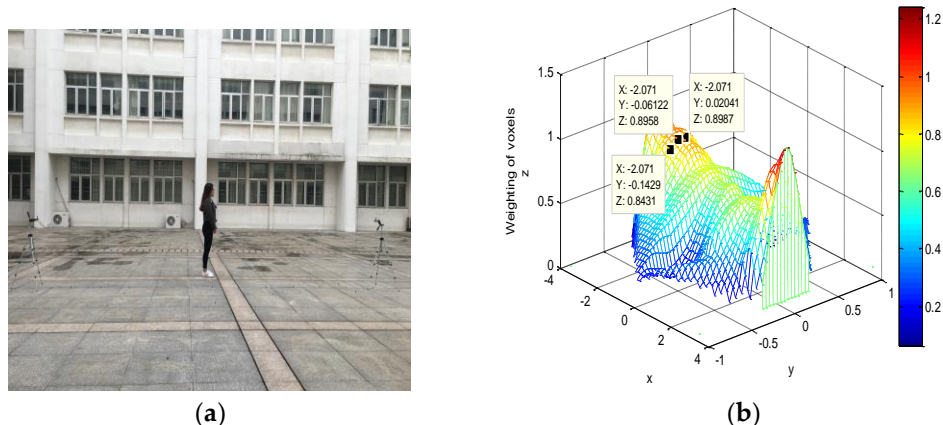 1.5
1
0.5
0
Weighting of voxels
z
-4
-2
0
2
4
x
-1
-0.5
0
0.5
1
y
X: -2.071
Y: -0.06122
Z: 0.8958
X: -2.071
Y: 0.02041
Z: 0.8987
X: -2.071
Y: -0.1429
Z: 0.8431
1.2
1
0.8
0.6
0.4
0.2
(a)
(b)